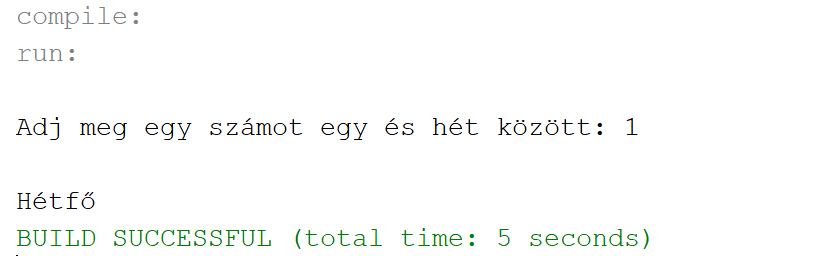 compile:
run:
Adj meg egy számot egy és hét között: 1
Hétfő
BUILD SUCCESSFUL (total time: 5 seconds)